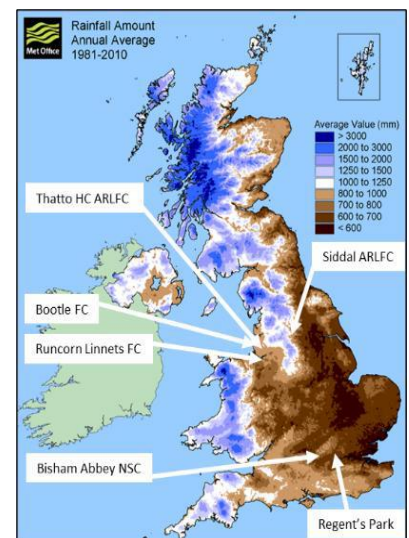 Met Office
Rainfall Amount
Annual Average
1981-2010
Average Value (mm)
> 3000
2000 to 3000
1500 to 2000
1250 to 1500
1000 to 1250
800 to 1000
700 to 800
600 to 700
< 600
Thatto HC ARLFC
Siddal ARLFC
Bootle FC
Runcorn Linnets FC
Bisham Abbey NSC
Regent's Park